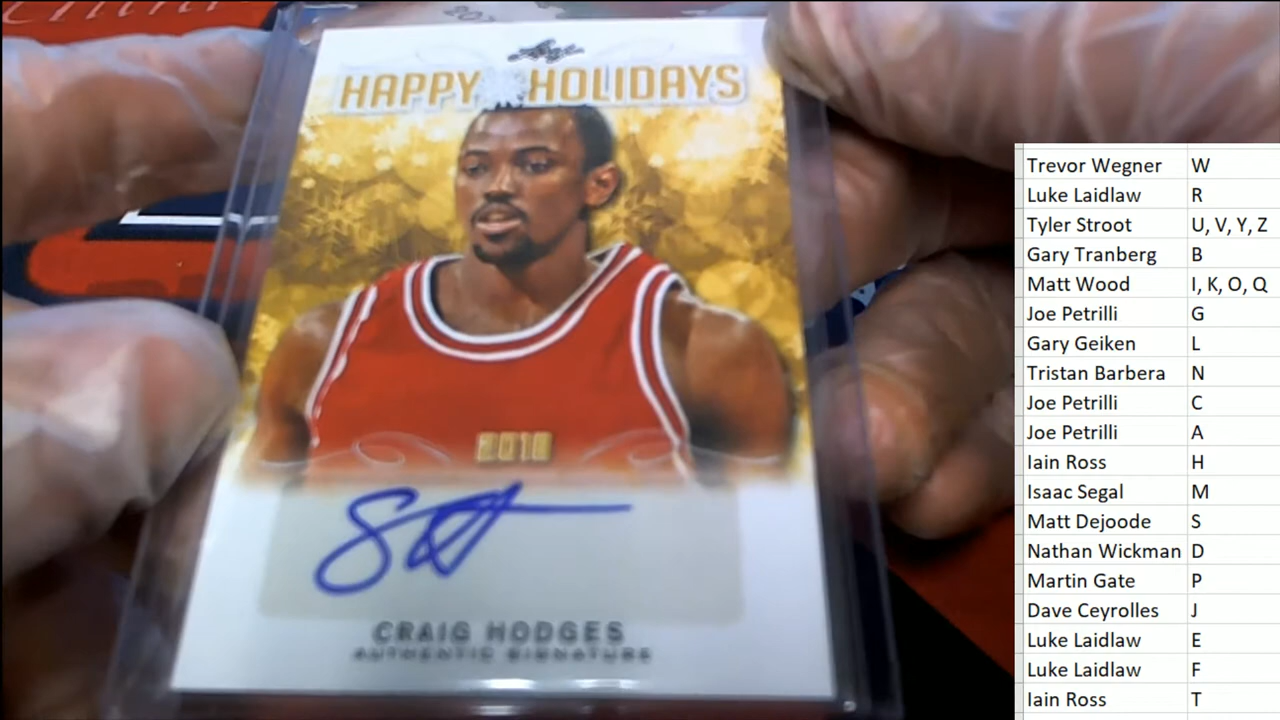 Leaf
HAPPY HOLIDAYS
2018
CRAIG HODGES
AUTHENTIC SIGNATURE
Trevor Wegner W
Luke Laidlaw R
Tyler Stroot U, V, Y, Z
Gary Tranberg B
Matt Wood I, K, O, Q
Joe Petrilli G
Gary Geiken L
Tristan Barbera N
Joe Petrilli C
Joe Petrilli A
Iain Ross H
Isaac Segal M
Matt Dejoode S
Nathan Wickman D
Martin Gate P
Dave Ceyrolles J
Luke Laidlaw E
Luke Laidlaw F
Iain Ross T